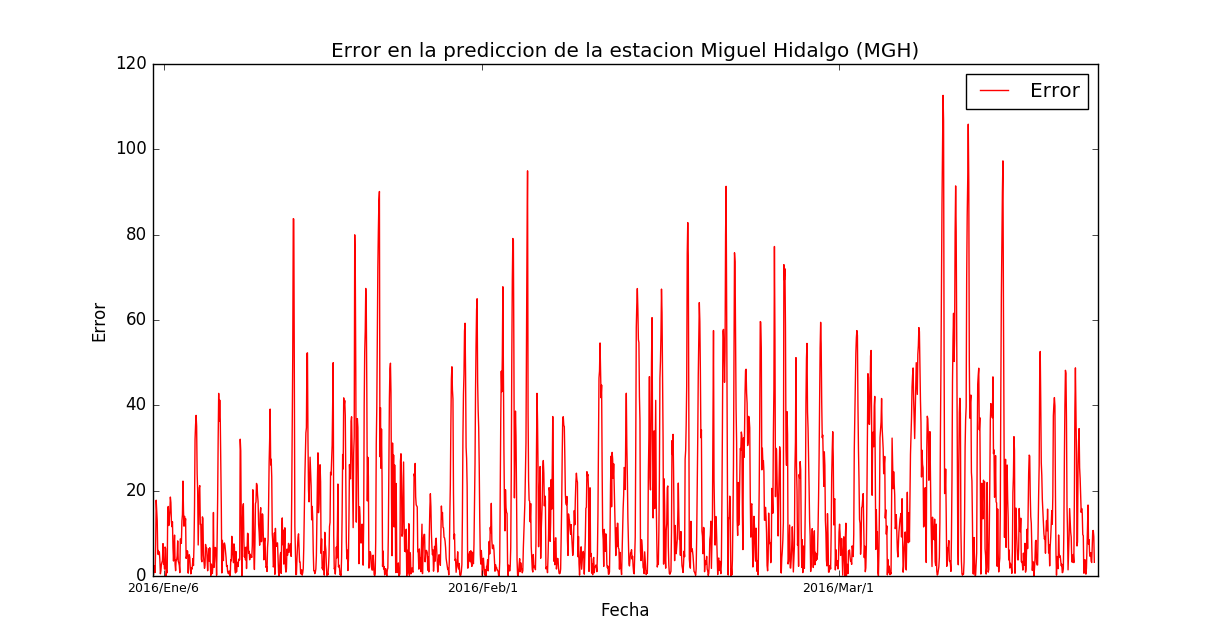 Error en la prediccion de la estacion Miguel Hidalgo (MGH)
120
100
80
60
40
20
0
Error
Error
2016/Ene/6
2016/Feb/1
2016/Mar/1
Fecha